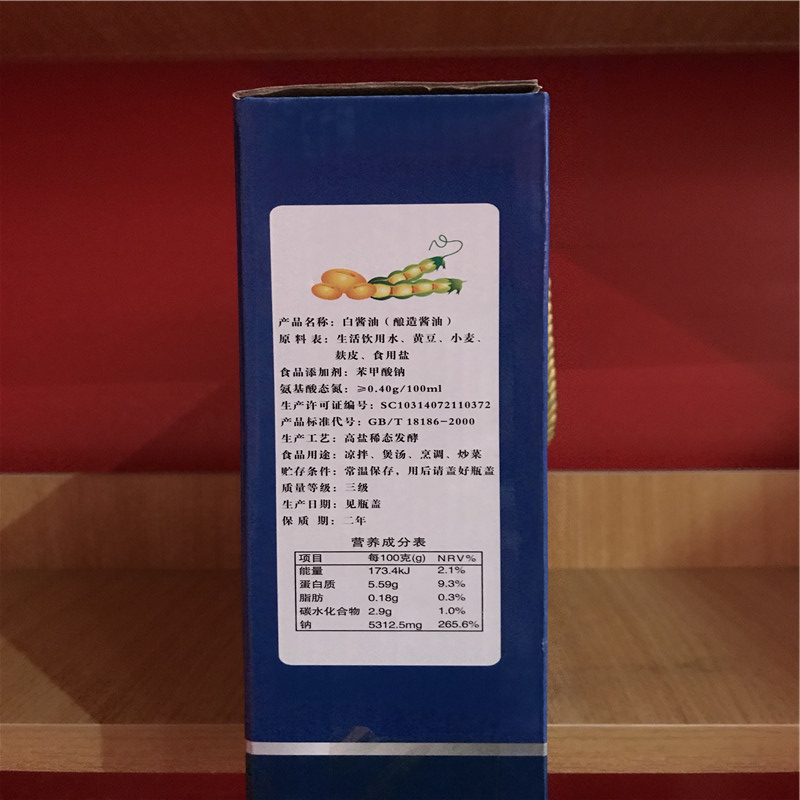 产品名称：白酱油（酿造酱油）
原 料 表：生活饮用水、黄豆、小麦、
麸皮、食用盐
食品添加剂：苯甲酸钠
氨基酸态氮：≥0.40g/100ml
生产许可证编号：SC10314072110372
产品标准代号：GB/T 18186-2000
生产工艺：高盐稀态发酵
食品用途：凉拌、煲汤、烹调、炒菜
贮存条件：常温保存，用后请盖好瓶盖
质量等级：三级
生产日期：见瓶盖
保 质 期：二年
营养成分表
项目 每100克(g) NRV%
能量 173.4kJ 2.1%
蛋白质 5.59g 9.3%
脂肪 0.18g 0.3%
碳水化合物 2.9g 1.0%
钠 5312.5mg 265.6%